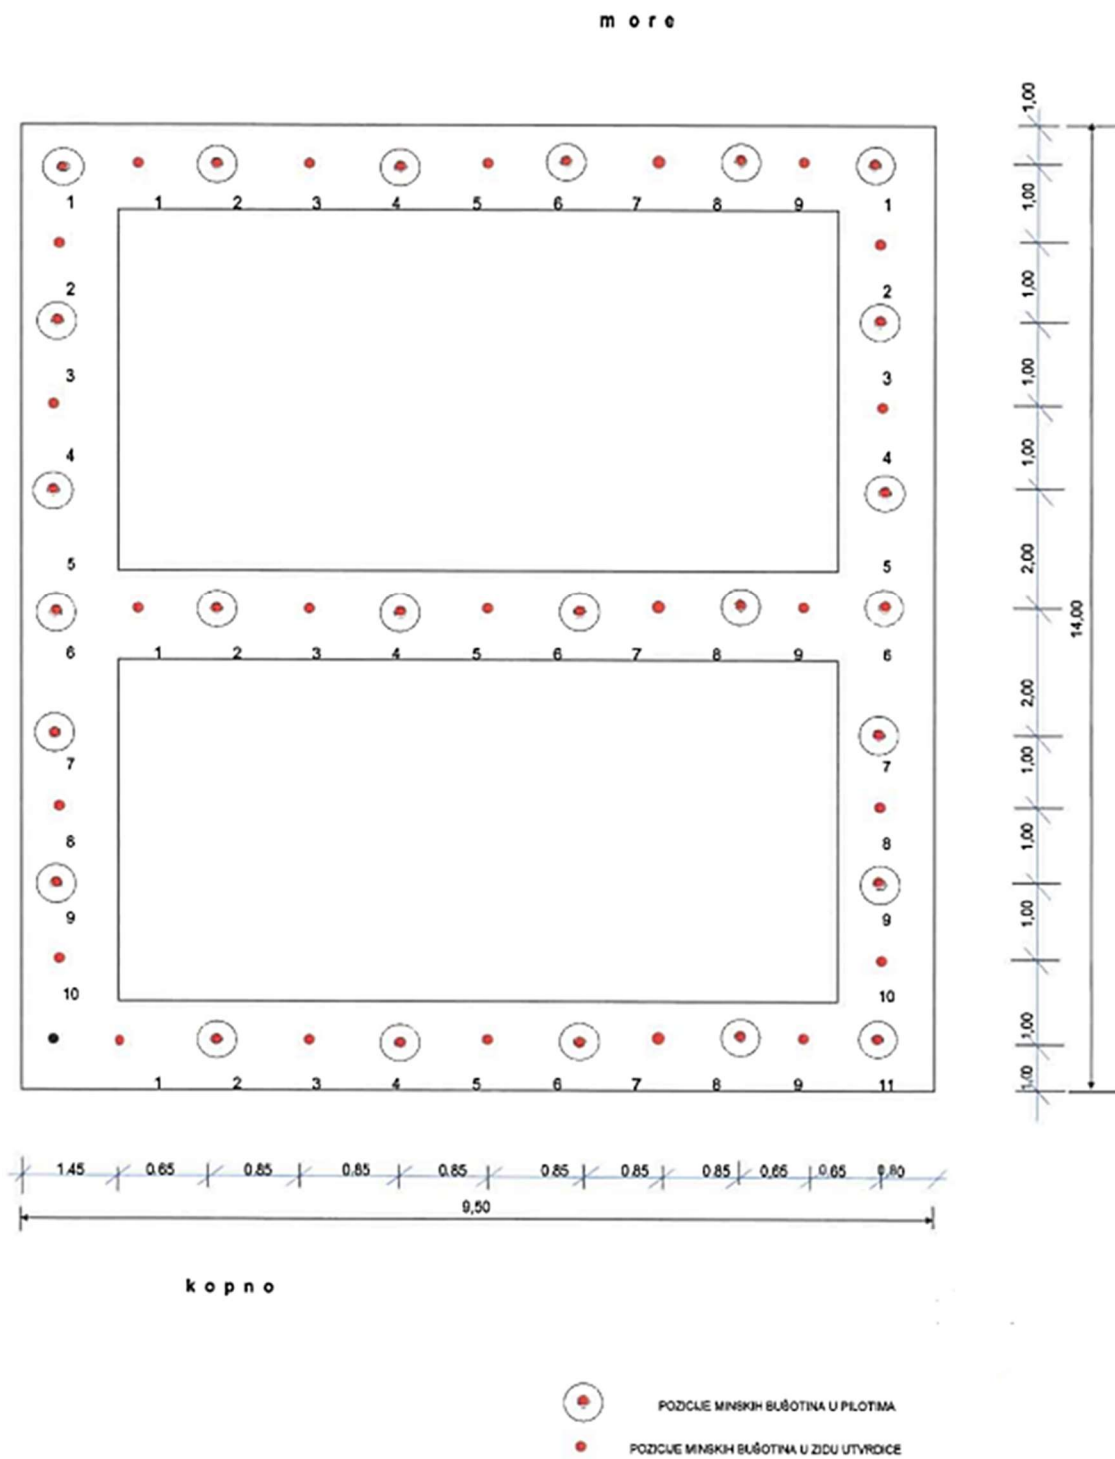 more
1,00
1 1 2 3 4 5 6 7 8 9 1
1,00
2 2
1,00
3 3
1,00
4 4
1,00
5 5
2,00
14,00
6 1 2 3 4 5 6 7 8 9 6
2,00
7 7
1,00
8 8
1,00
9 9
1,00
10 10
1,00
1 2 3 4 5 6 7 8 9 11
1,00
1.45 0.65 0,85 0,85 0,85 0,85 0,85 0,85 0,65 0,65 0,80
9,50
kopno
POZICIJE MINSKIH BUŠOTINA U PILOTIMA
POZICIJE MINSKIH BUŠOTINA U ZIDU UTVRDICE